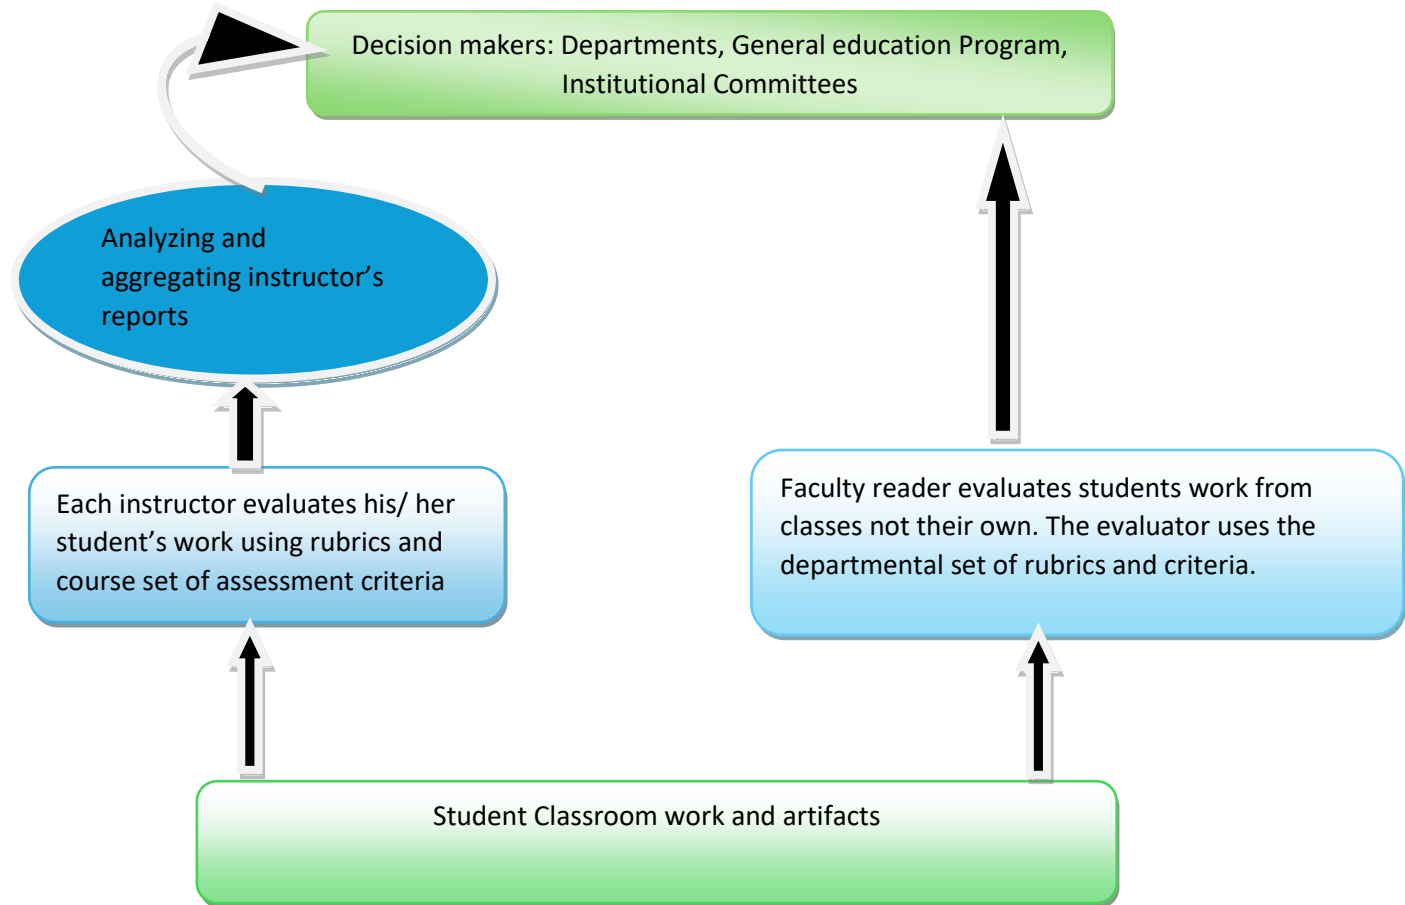 Decision makers: Departments, General education Program,
Institutional Committees
Analyzing and
aggregating instructor’s
reports
Each instructor evaluates his/ her
student’s work using rubrics and
course set of assessment criteria
Faculty reader evaluates students work from
classes not their own. The evaluator uses the
departmental set of rubrics and criteria.
Student Classroom work and artifacts